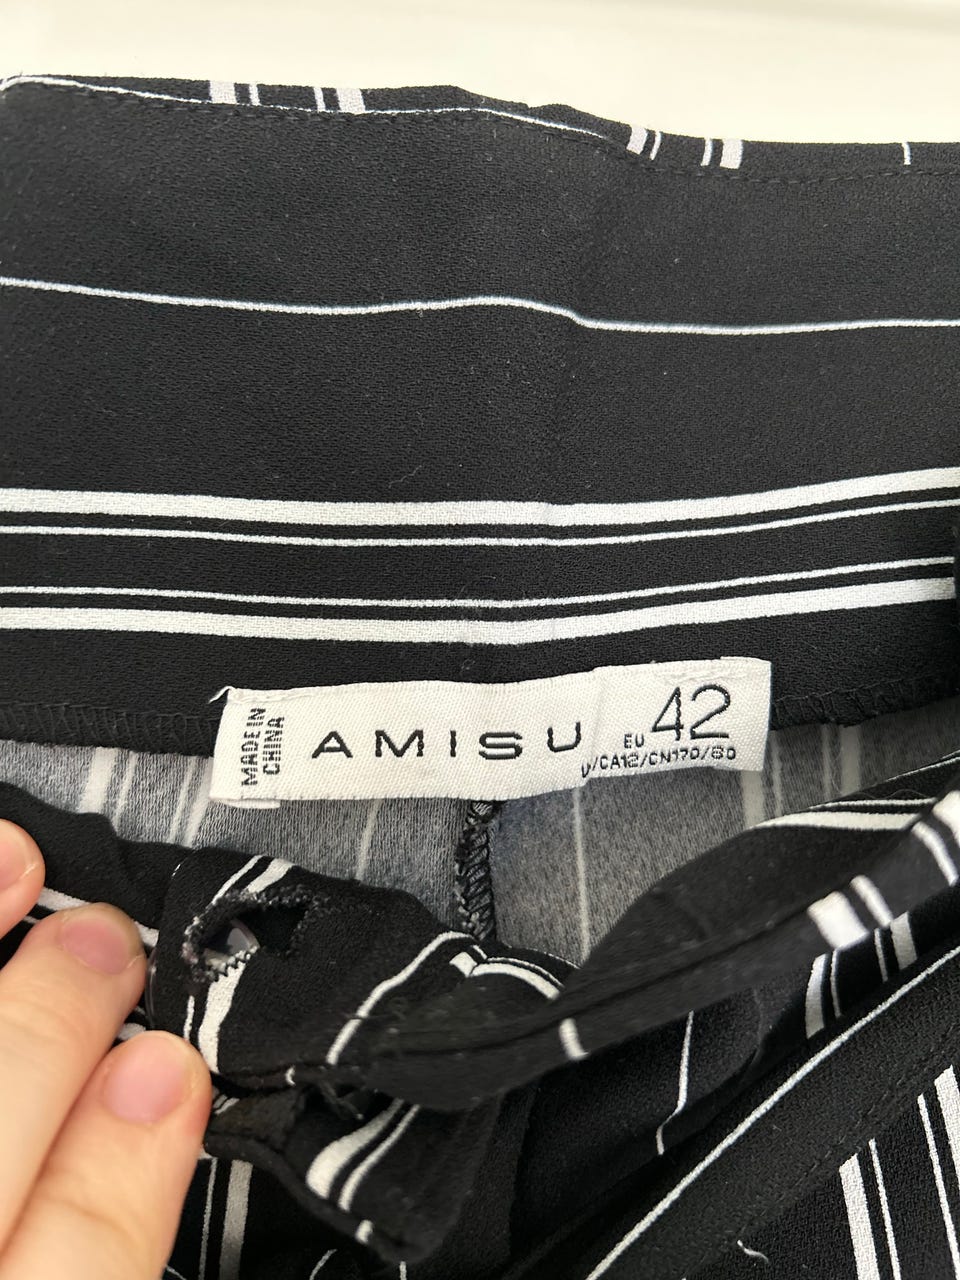 MADE IN
CHINA
AMISU
EU 42
/CA12/CN170/80